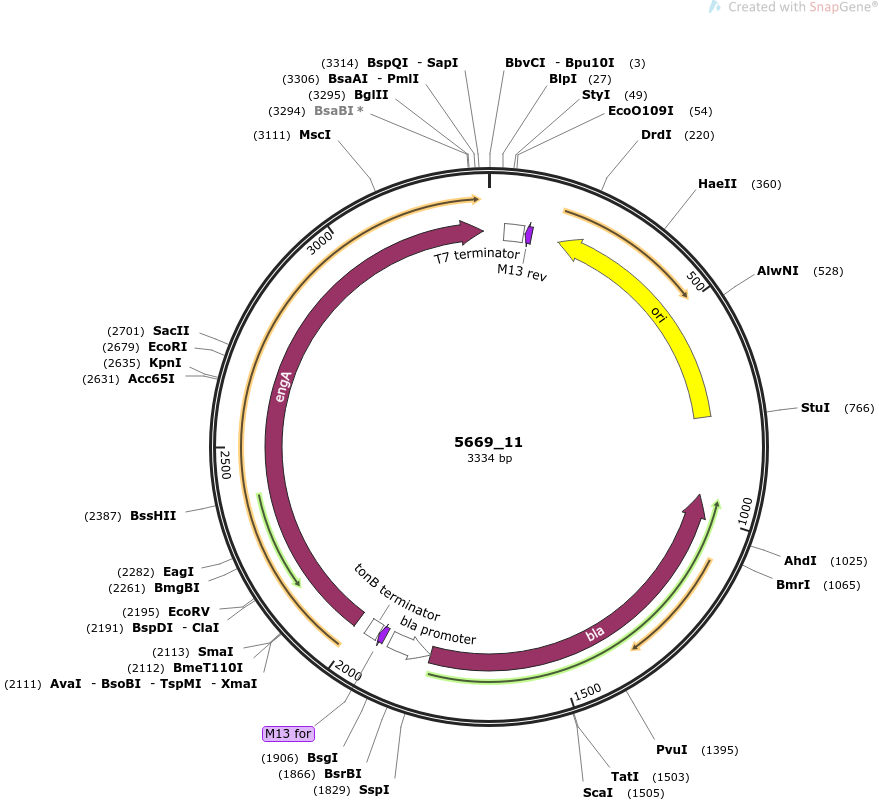 Created with SnapGene®
(3314) BspQI - SapI
(3306) BsaAI - PmlI
(3295) BglII
(3294) BsaBI *
(3111) MscI
BbvCI - Bpu10I (3)
BlpI (27)
StyI (49)
EcoO109I (54)
DrdI (220)
HaeII (360)
AlwNI (528)
StuI (766)
AhdI (1025)
BmrI (1065)
PvuI (1395)
TatI (1503)
ScaI (1505)
(2701) SacII
(2679) EcoRI
(2635) KpnI
(2631) Acc65I
(2387) BssHII
(2282) EagI
(2261) BmgBI
(2195) EcoRV
(2191) BspDI - ClaI
(2113) SmaI
(2112) BmeT110I
(2111) AvaI - BsoBI - TspMI - XmaI
M13 for
(1906) BsgI
(1866) BsrBI
(1829) SspI
T7 terminator
M13 rev
ori
engA
tonB terminator
bla promoter
bla
500
1000
1500
2000
2500
3000
5669_11
3334 bp